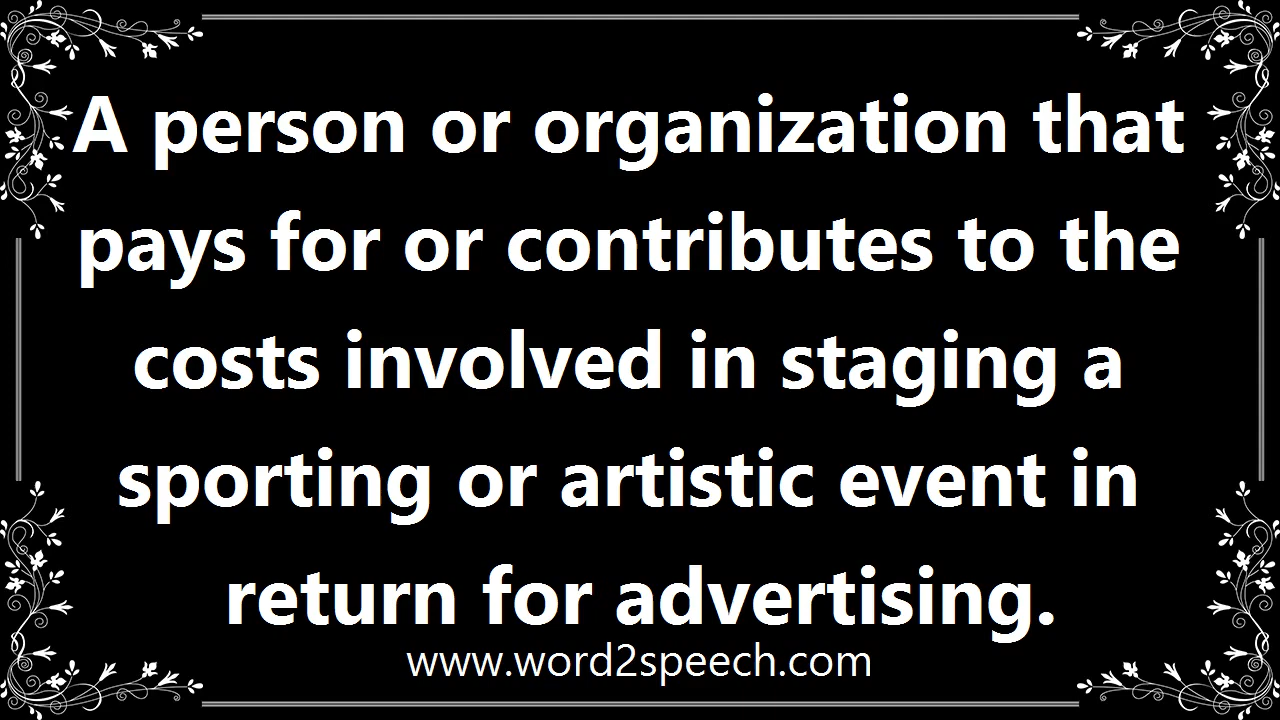 A person or organization that
pays for or contributes to the
costs involved in staging a
sporting or artistic event in
return for advertising.
www.word2speech.com